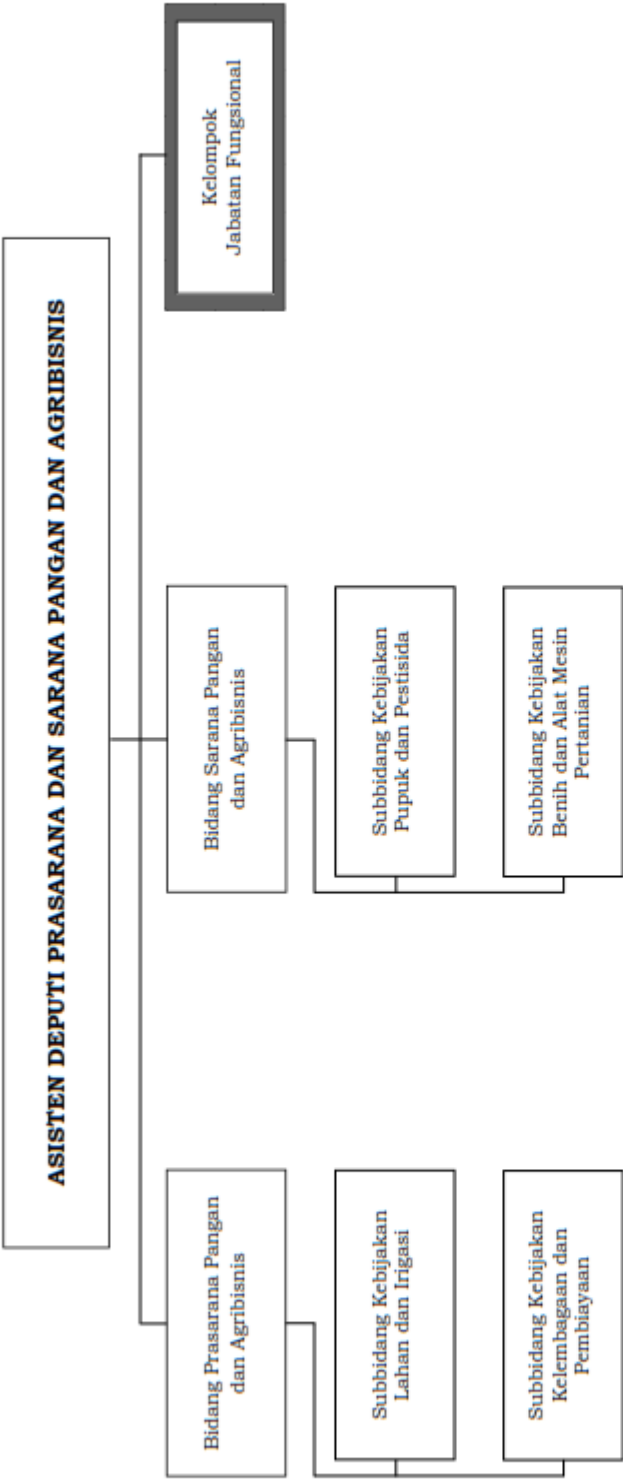 ASISTEN DEPUTI PRASARANA DAN SARANA PANGAN DAN AGRIBISNIS
Bidang Prasarana Pangan
dan Agribisnis
Subbidang Kebijakan
Lahan dan Irigasi
Subbidang Kebijakan
Kelembagaan dan
Pembiayaan
Bidang Sarana Pangan
dan Agribisnis
Subbidang Kebijakan
Pupuk dan Pestisida
Subbidang Kebijakan
Benih dan Alat Mesin
Pertanian
Kelompok
Jabatan Fungsional